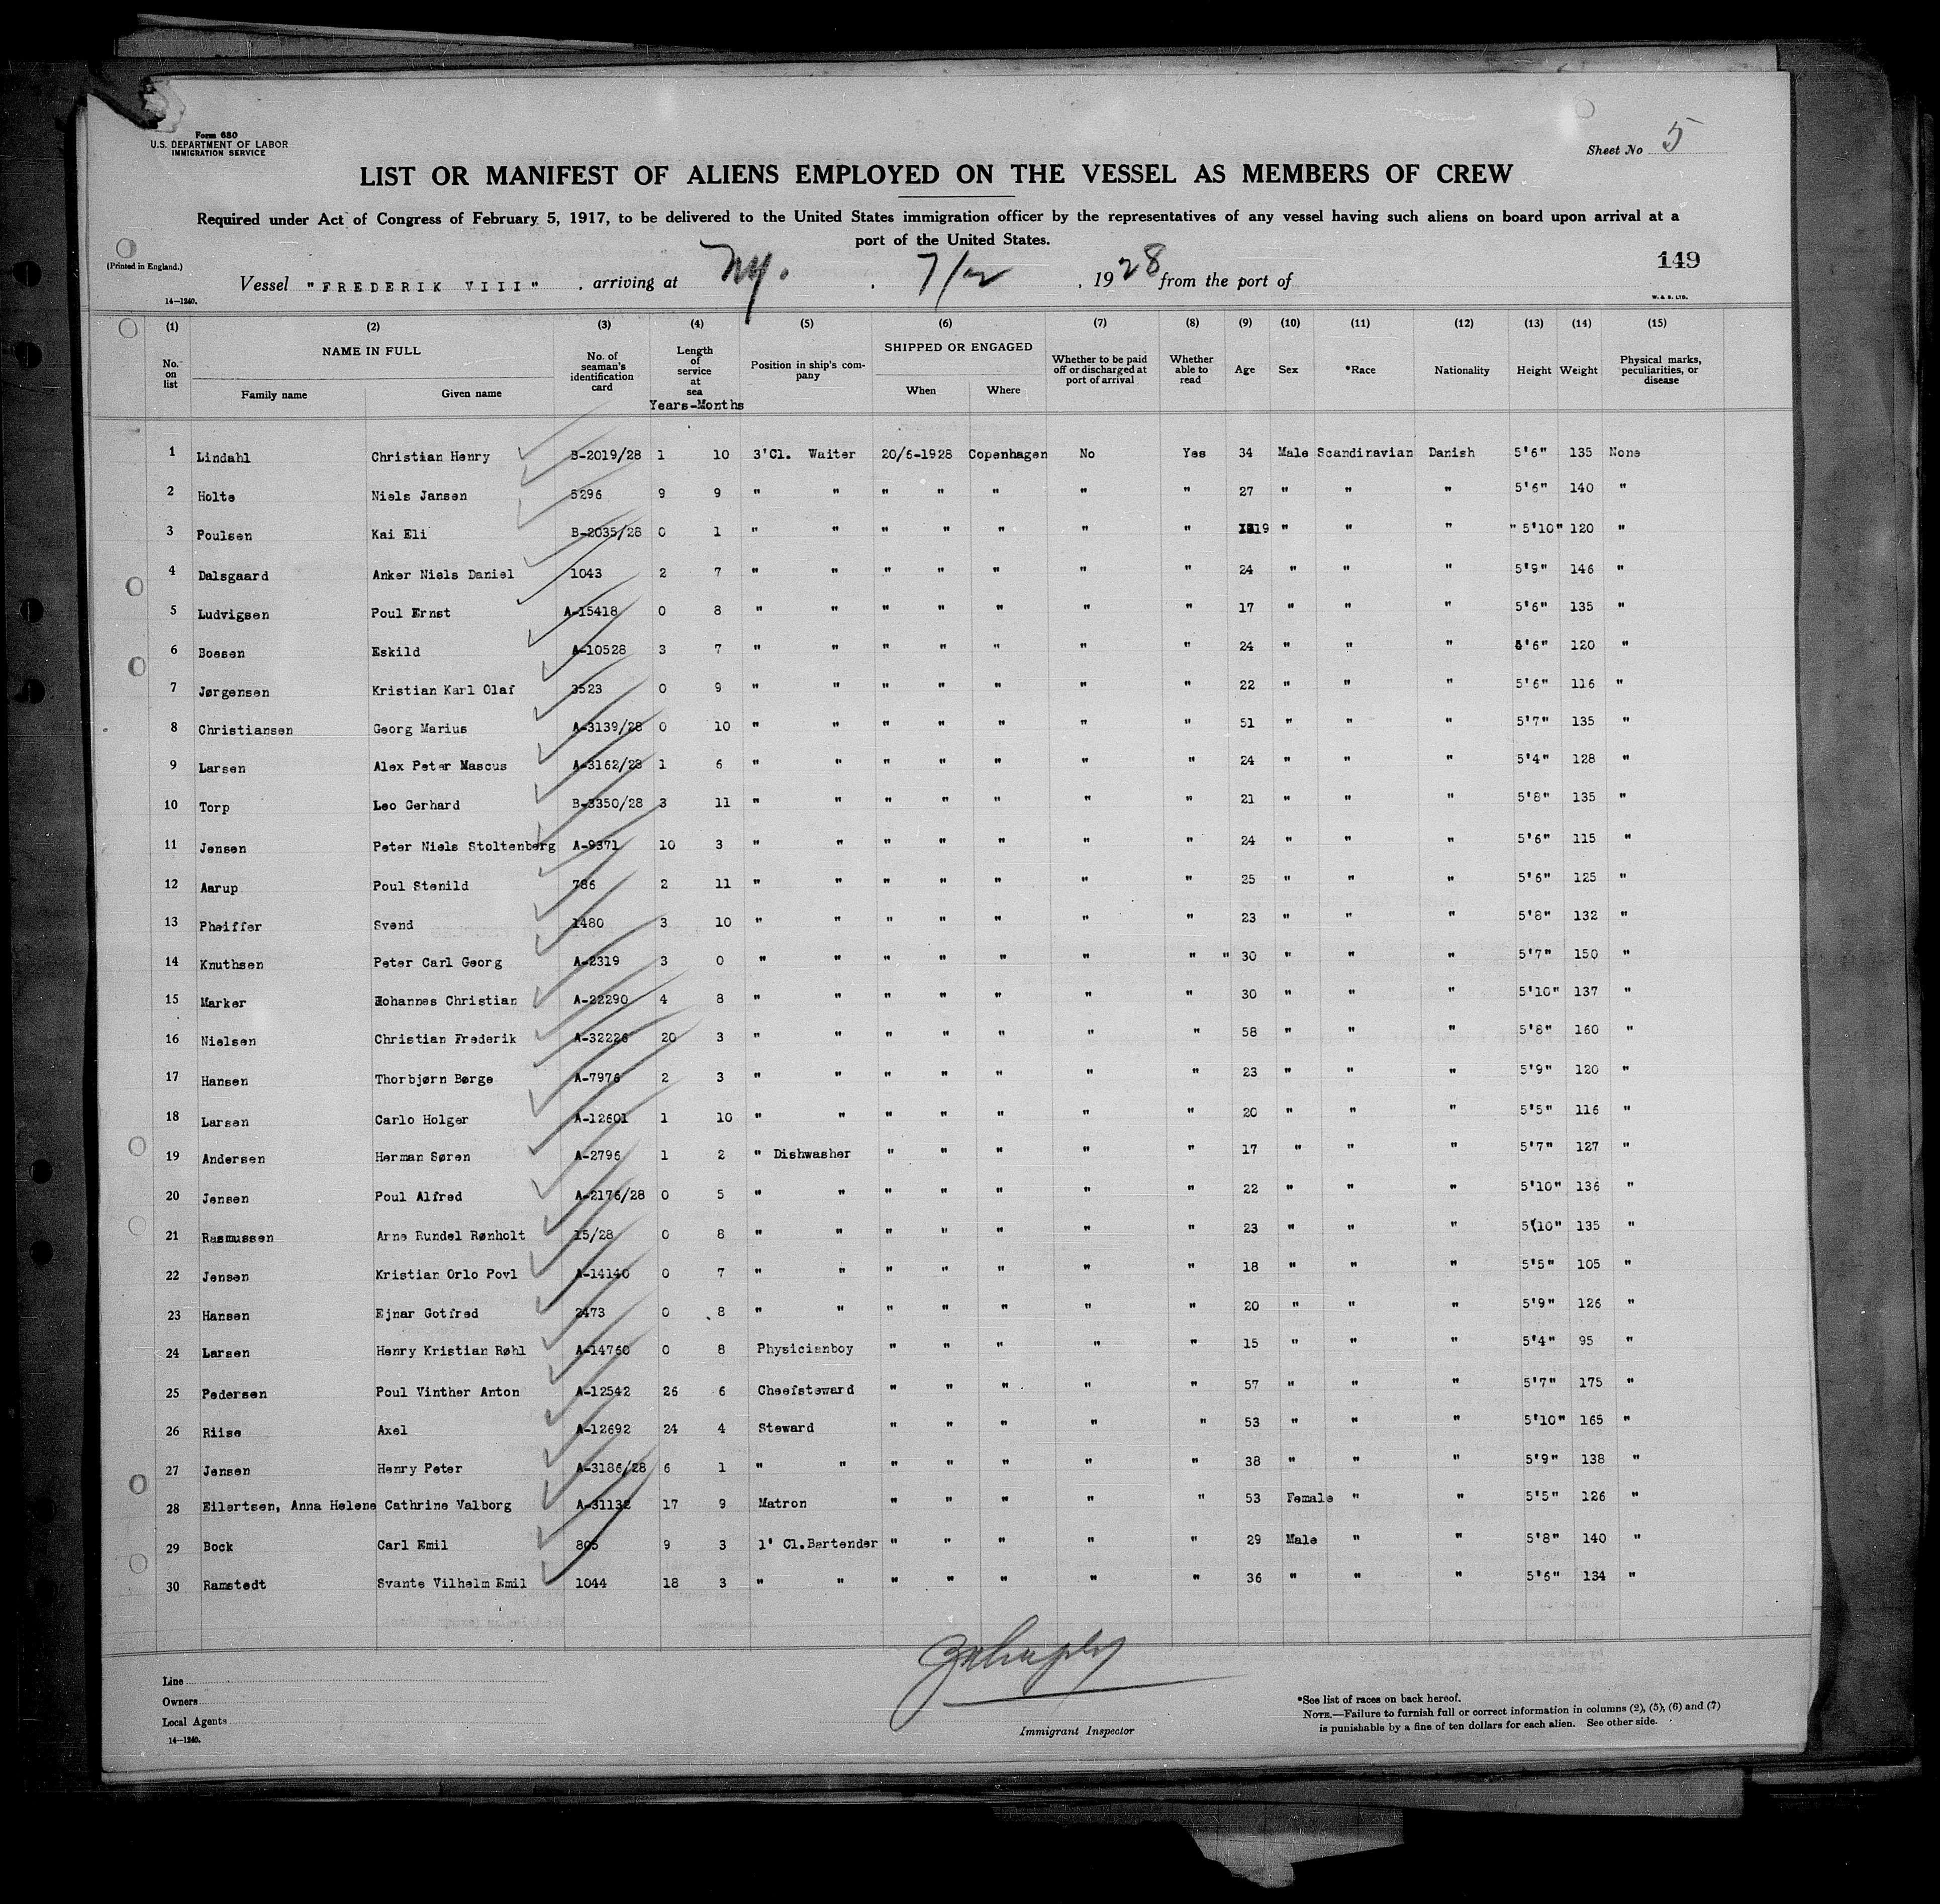 Form 680
U.S. DEPARTMENT OF LABOR
IMMIGRATION SERVICE
Sheet No 5
LIST OR MANIFEST OF ALIENS EMPLOYED ON THE VESSEL AS MEMBERS OF CREW
Required under Act of Congress of February 5, 1917, to be delivered to the United States immigration officer by the representatives of any vessel having such aliens on board upon arrival at a
port of the United States.
149
(Printed in England.)
Vessel "FREDERIK VIII" , arriving at N.Y. , 7/2 , 1928 from the port of
14—1240.
W. & S. LTD.
(1) (2) (3) (4) (5) (6) (7) (8) (9) (10) (11) (12) (13) (14) (15)
No. on list NAME IN FULL Family name Given name No. of seaman's identification card Length of service at sea Years-Months Position in ship's company SHIPPED OR ENGAGED When Where Whether to be paid off or discharged at port of arrival Whether able to read Age Sex *Race Nationality Height Weight Physical marks, peculiarities, or disease
1 Lindahl Christian Henry B-2019/28 1 10 3'Cl. Waiter 20/6-1928 Copenhagen No Yes 34 Male Scandinavian Danish 5'6" 135 None
2 Holte Niels Jansen 5296 9 9 " " " " " " " 27 " " " 5'6" 140 "
3 Poulsen Kai Eli B-2035/28 0 1 " " " " " " " 19 " " " " 5'10" 120 "
4 Dalsgaard Anker Niels Daniel 1043 2 7 " " " " " " " 24 " " " 5'9" 146 "
5 Ludvigsen Poul Ernst A-15418 0 8 " " " " " " " 17 " " " 5'6" 135 "
6 Boesen Eskild A-10528 3 7 " " " " " " " 24 " " " 5'6" 120 "
7 Jørgensen Kristian Karl Olaf 3523 0 9 " " " " " " " 22 " " " 5'6" 116 "
8 Christiansen Georg Marius A-3139/28 0 10 " " " " " " " 51 " " " 5'7" 135 "
9 Larsen Alex Peter Mascus A-3162/28 1 6 " " " " " " " 24 " " " 5'4" 128 "
10 Torp Leo Gerhard B-3350/28 3 11 " " " " " " " 21 " " " 5'8" 135 "
11 Jensen Peter Niels Stoltenberg A-9371 10 3 " " " " " " " 24 " " " 5'6" 115 "
12 Aarup Poul Stenild 786 2 11 " " " " " " " 25 " " " 5'6" 125 "
13 Pheiffer Svend 1480 3 10 " " " " " " " 23 " " " 5'8" 132 "
14 Knuthsen Peter Carl Georg A-2319 3 0 " " " " " " " " 30 " " " 5'7" 150 "
15 Marker Johannes Christian A-22290 4 8 " " " " " " " 30 " " " 5'10" 137 "
16 Nielsen Christian Frederik A-32226 20 3 " " " " " " " 58 " " " 5'8" 160 "
17 Hansen Thorbjørn Børge A-7976 2 3 " " " " " " " 23 " " " 5'9" 120 "
18 Larsen Carlo Holger A-12601 1 10 " " " " " " " 20 " " " 5'5" 116 "
19 Andersen Herman Søren A-2796 1 2 " Dishwasher " " " " " 17 " " " 5'7" 127 "
20 Jensen Poul Alfred A-2176/28 0 5 " " " " " " " 22 " " " 5'10" 136 "
21 Rasmussen Arne Rundel Rønholt 15/28 0 8 " " " " " " " 23 " " " 5(10" 135 "
22 Jensen Kristian Orlo Povl A-14140 0 7 " " " " " " " 18 " " " 5'5" 105 "
23 Hansen Ejnar Gotfred 2473 0 8 " " " " " " " 20 " " " 5'9" 126 "
24 Larsen Henry Kristian Røhl A-14760 0 8 Physicianboy " " " " " 15 " " " 5'4" 95 "
25 Pedersen Poul Vinther Anton A-12542 26 6 Cheefsteward " " " " " 57 " " " 5'7" 175 "
26 Riise Axel A-12692 24 4 Steward " " " " " 53 " " " 5'10" 165 "
27 Jensen Henry Peter A-3186/28 6 1 " " " " " " " 38 " " " 5'9" 138 "
28 Eilertsen, Anna Helene Cathrine Valborg A-31132 17 9 Matron " " " " " 53 Female " " 5'5" 126 "
29 Bock Carl Emil 805 9 3 1' Cl.Bartender " " " " " 29 Male " " 5'8" 140 "
30 Ramstedt Svante Vilhelm Emil 1044 18 3 " " " " " " " 36 " " " 5'6" 134 "
Line
Owners
Local Agents
14—1240.
Immigrant Inspector
*See list of races on back hereof.
NOTE.—Failure to furnish full or correct information in columns (2), (5), (6) and (7)
is punishable by a fine of ten dollars for each alien. See other side.